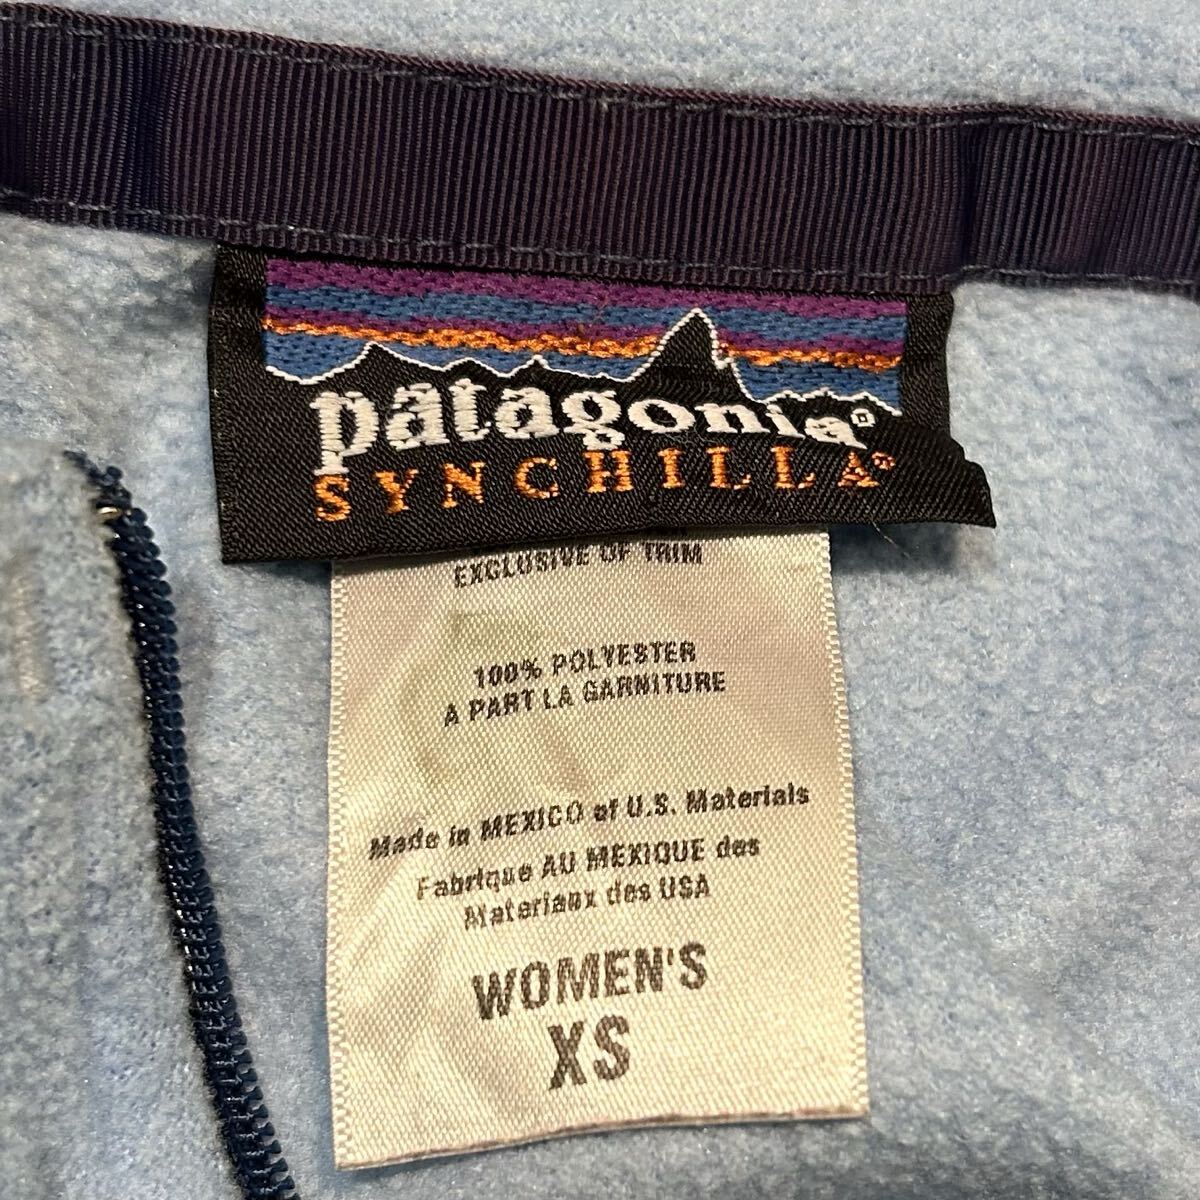 patagonia®
SYNCHILLA®
EXCLUSIVE OF TRIM
100% POLYESTER
A PART LA GARNITURE
Made in MEXICO of U.S. Materials
Fabrique AU MEXIQUE des
Materiaux des USA
WOMEN'S
XS